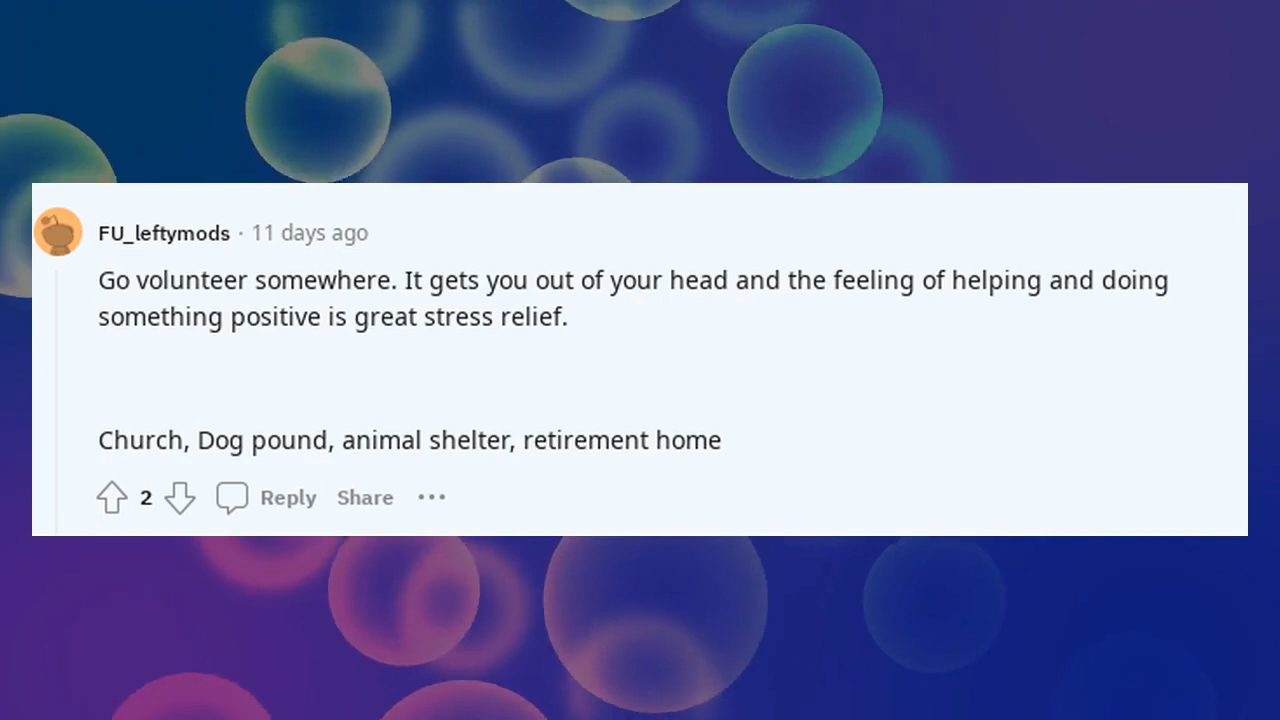 FU_leftymods · 11 days ago
Go volunteer somewhere. It gets you out of your head and the feeling of helping and doing
something positive is great stress relief.
Church, Dog pound, animal shelter, retirement home
2 Reply Share ···